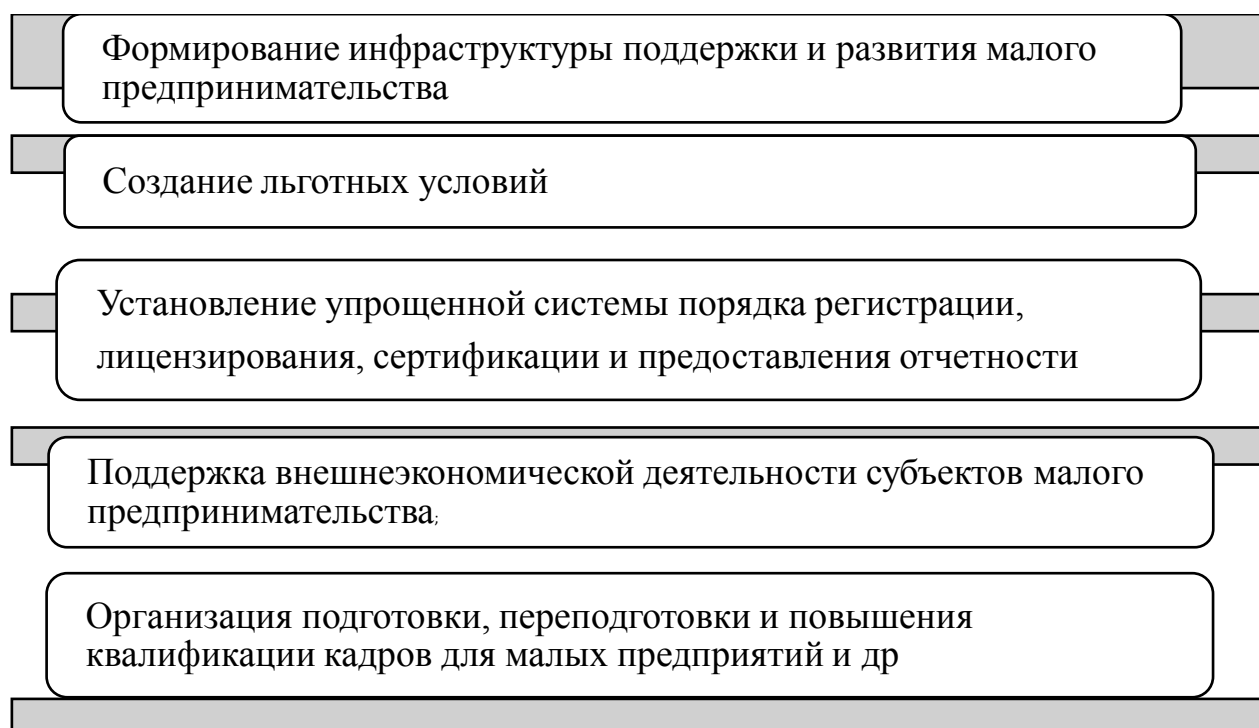 Формирование инфраструктуры поддержки и развития малого
предпринимательства
Создание льготных условий
Установление упрощенной системы порядка регистрации,
лицензирования, сертификации и предоставления отчетности
Поддержка внешнеэкономической деятельности субъектов малого
предпринимательства;
Организация подготовки, переподготовки и повышения
квалификации кадров для малых предприятий и др